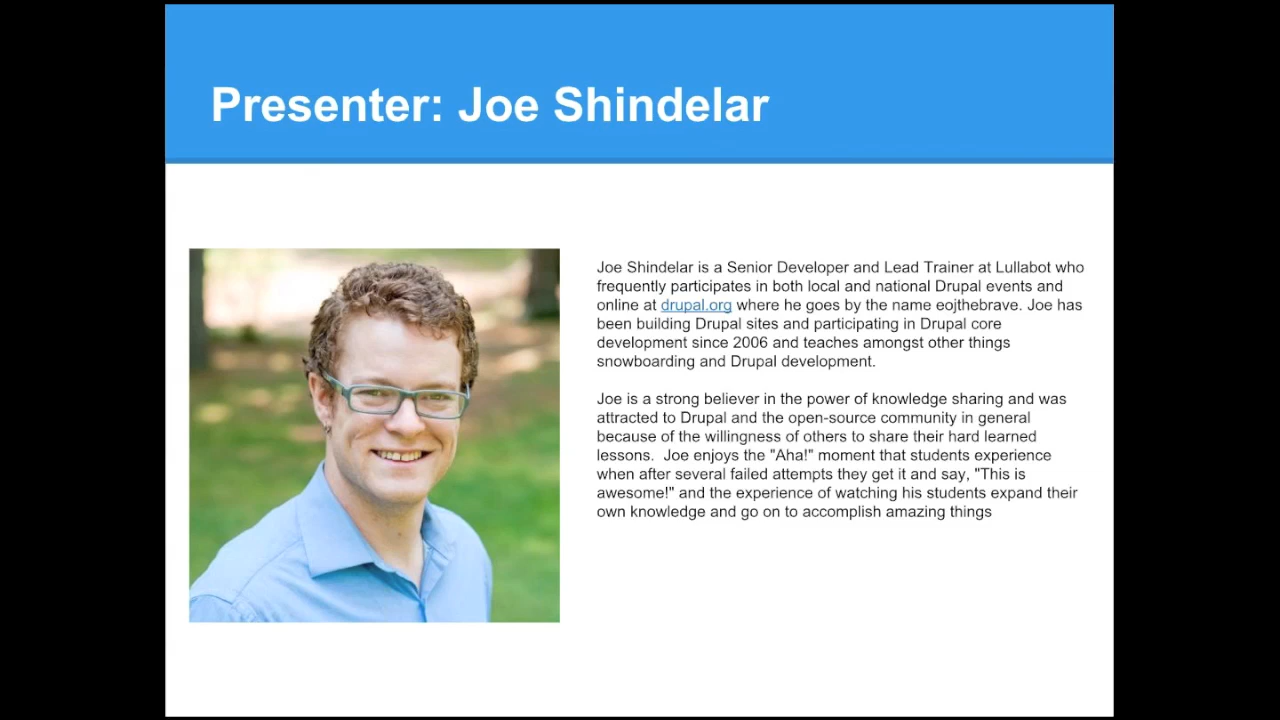 Presenter: Joe Shindelar
Joe Shindelar is a Senior Developer and Lead Trainer at Lullabot who
frequently participates in both local and national Drupal events and
online at drupal.org where he goes by the name eojthebrave. Joe has
been building Drupal sites and participating in Drupal core
development since 2006 and teaches amongst other things
snowboarding and Drupal development.
Joe is a strong believer in the power of knowledge sharing and was
attracted to Drupal and the open-source community in general
because of the willingness of others to share their hard learned
lessons.  Joe enjoys the "Aha!" moment that students experience
when after several failed attempts they get it and say, "This is
awesome!" and the experience of watching his students expand their
own knowledge and go on to accomplish amazing things